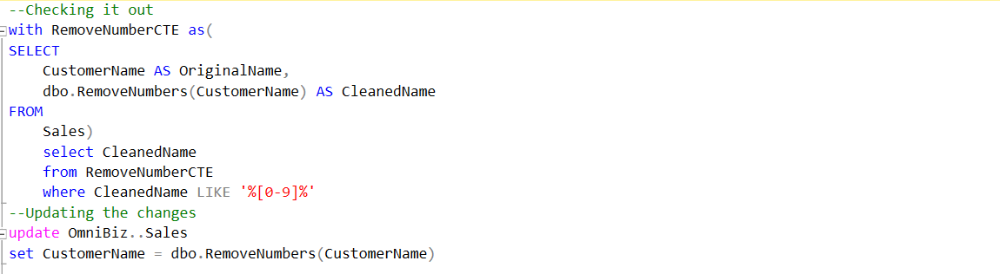 --Checking it out
with RemoveNumberCTE as(
SELECT
    CustomerName AS OriginalName,
    dbo.RemoveNumbers(CustomerName) AS CleanedName
FROM
    Sales)
    select CleanedName
    from RemoveNumberCTE
    where CleanedName LIKE '%[0-9]%'
--Updating the changes
update OmniBiz..Sales
set CustomerName = dbo.RemoveNumbers(CustomerName)